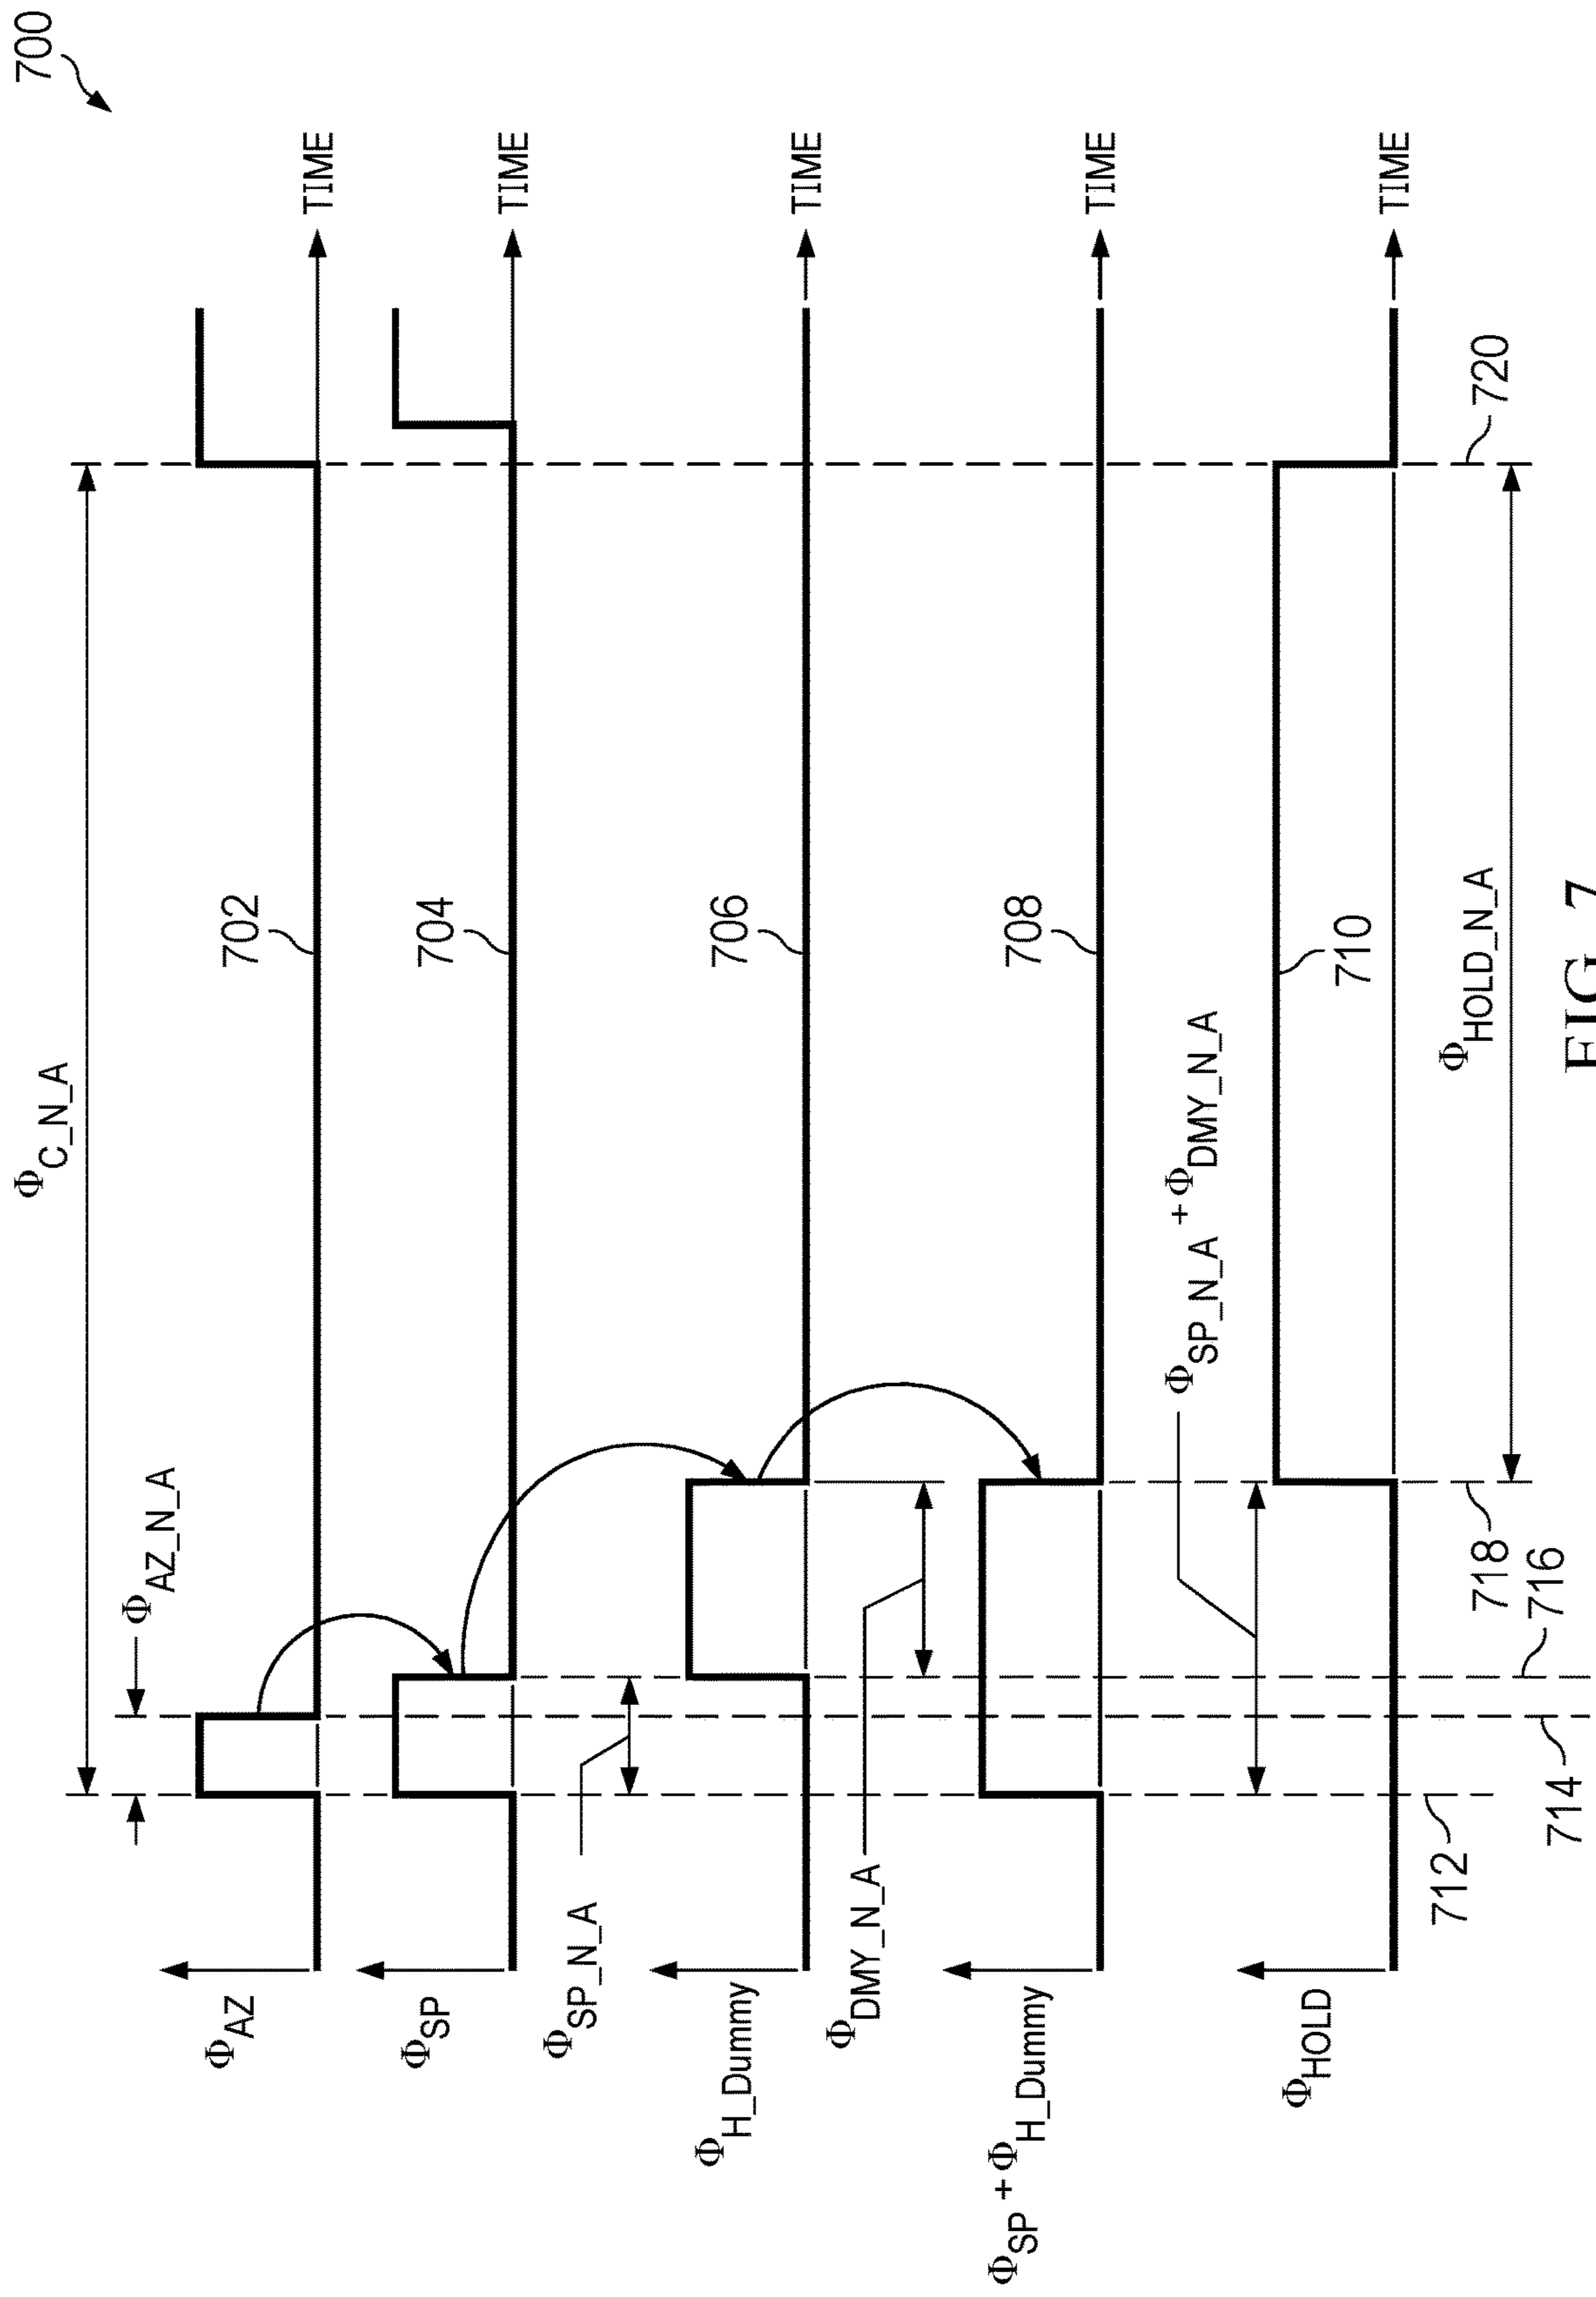 700
Φ_C_N_A
Φ_AZ_N_A
Φ_AZ
702
TIME
Φ_SP
704
TIME
Φ_SP_N_A
Φ_H_Dummy
706
TIME
Φ_DMY_N_A
Φ_SP + Φ_H_Dummy
708
TIME
Φ_SP_N_A + Φ_DMY_N_A
Φ_HOLD
710
TIME
Φ_HOLD_N_A
712
714
716
718
720
FIG. 7